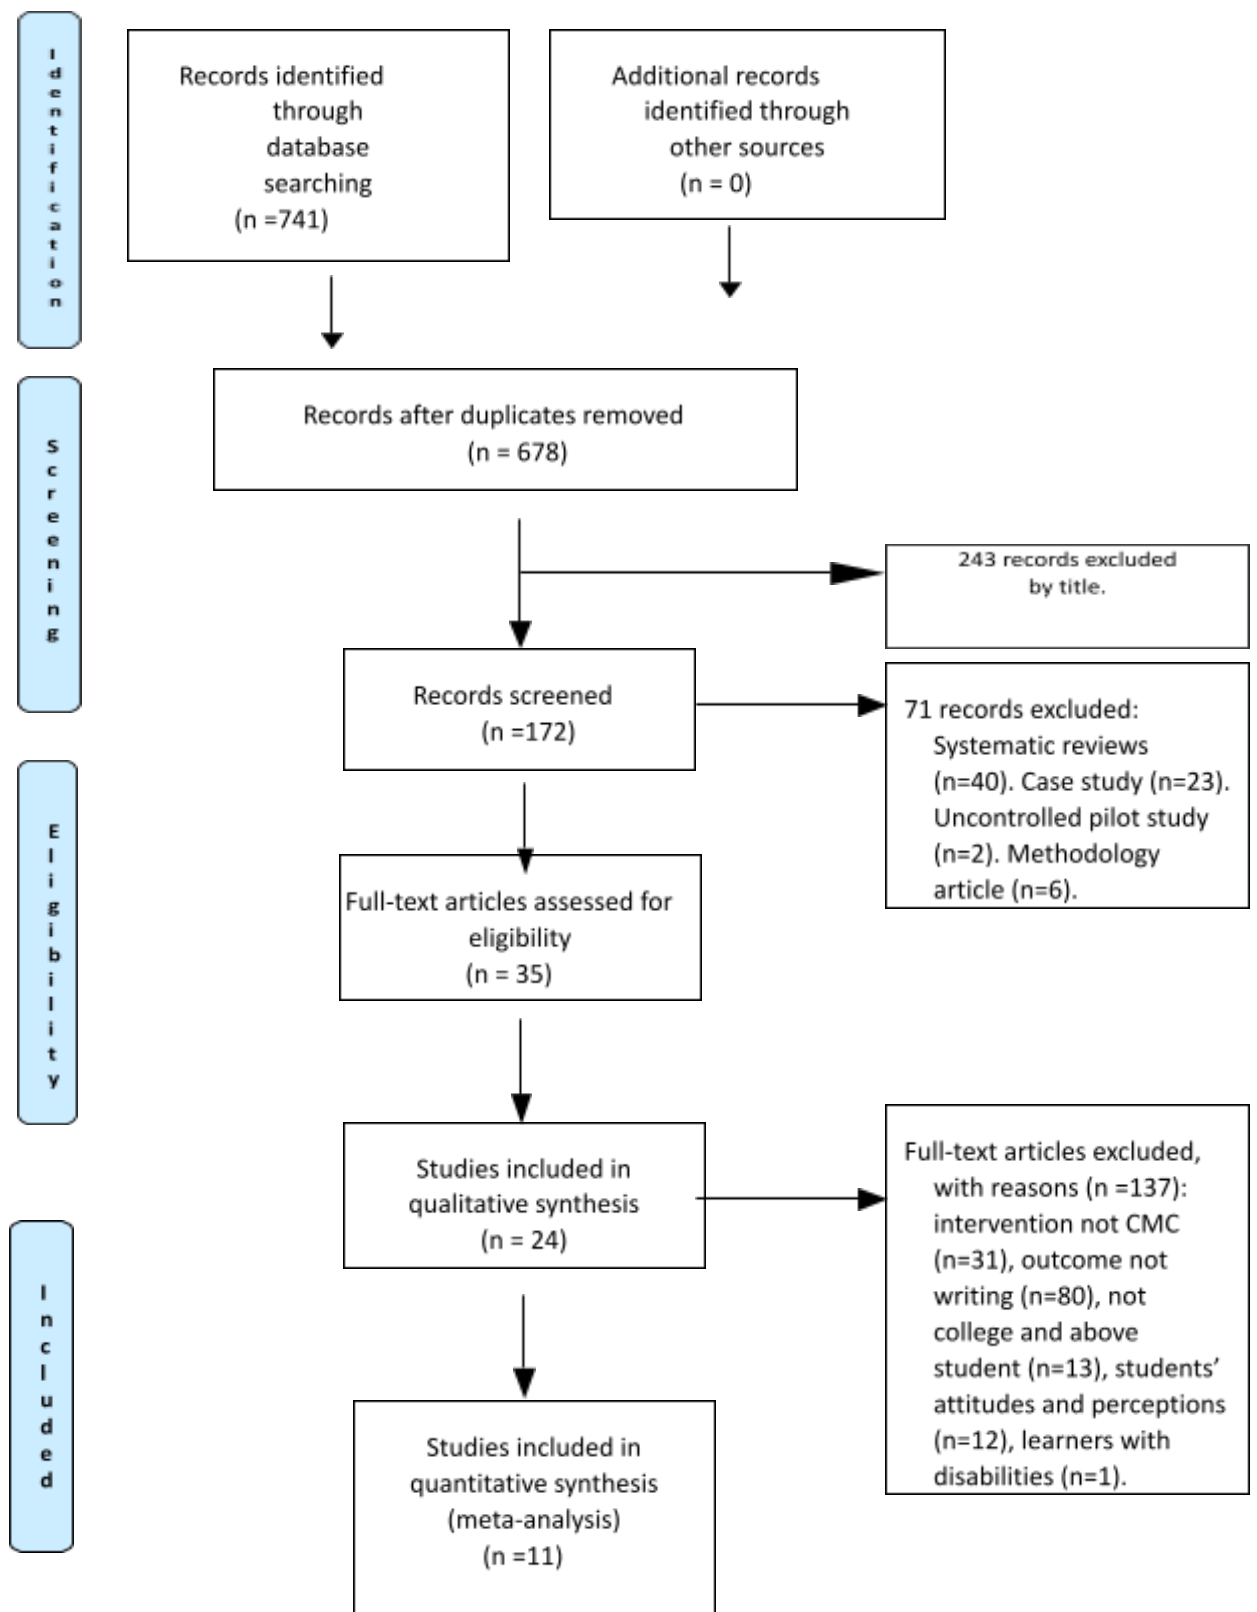 Identification
Records identified
through
database
searching
(n =741)
Additional records
identified through
other sources
(n = 0)
Screening
Records after duplicates removed
(n = 678)
243 records excluded
by title.
Records screened
(n =172)
71 records excluded:
Systematic reviews
(n=40). Case study (n=23).
Uncontrolled pilot study
(n=2). Methodology
article (n=6).
Eligibility
Full-text articles assessed for
eligibility
(n = 35)
Studies included in
qualitative synthesis
(n = 24)
Full-text articles excluded,
with reasons (n =137):
intervention not CMC
(n=31), outcome not
writing (n=80), not
college and above
student (n=13), students’
attitudes and perceptions
(n=12), learners with
disabilities (n=1).
Included
Studies included in
quantitative synthesis
(meta-analysis)
(n =11)